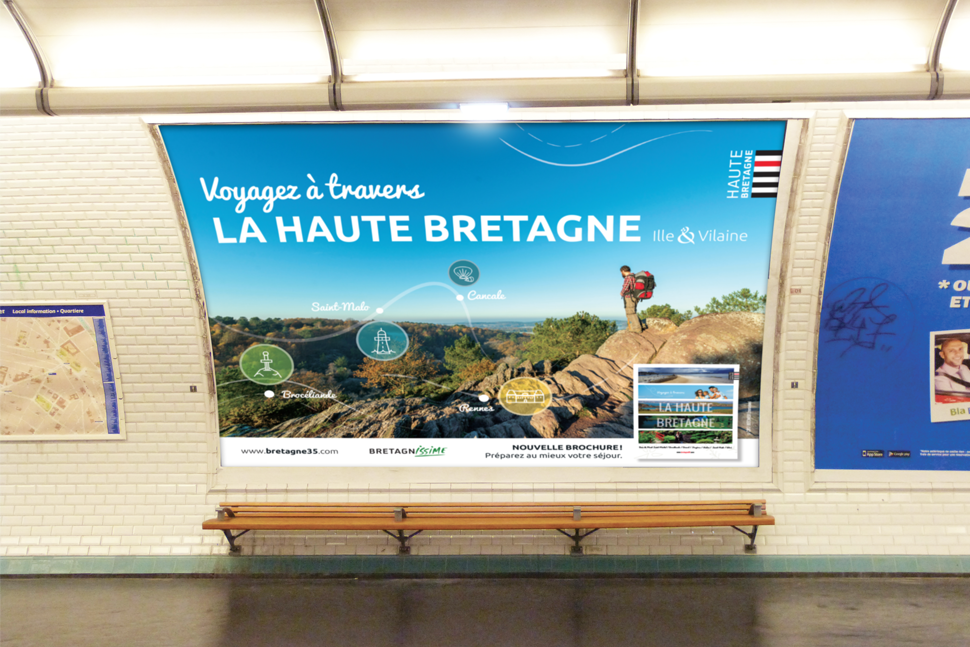 Voyagez à travers
LA HAUTE BRETAGNE Ille & Vilaine
HAUTE
BRETAGNE
Cancale
Saint-Malo
Brocéliande
Rennes
LA HAUTE
BRETAGNE
www.bretagne35.com
BRETAGNissime
NOUVELLE BROCHURE!
Préparez au mieux votre séjour.
Local information • Quartiere